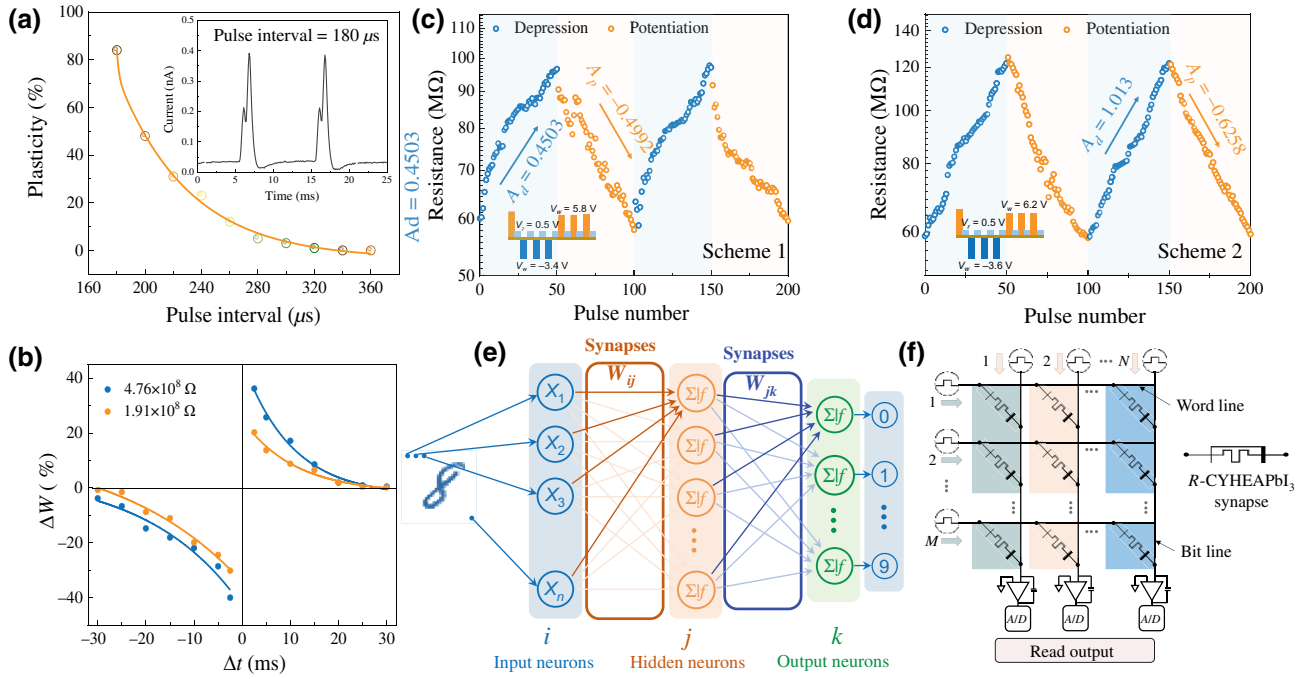 (a)
Pulse interval = 180 μs
Current (nA)
0.5
0.4
0.3
0.2
0.1
0.0
0 5 10 15 20 25
Time (ms)
Plasticity (%)
100
80
60
40
20
0
160 200 240 280 320 360
Pulse interval (μs)
(b)
4.76×10⁸ Ω
1.91×10⁸ Ω
ΔW (%)
40
20
0
−20
−40
−30 −20 −10 0 10 20 30
Δt (ms)
Ad = 0.4503
(c)
Depression Potentiation
Resistance (MΩ)
110
100
90
80
70
60
50
A_d = 0.4503
A_p = −0.4992
V_w = 5.8 V
V_r = 0.5 V
V_w = −3.4 V
Scheme 1
0 50 100 150 200
Pulse number
(d)
Depression Potentiation
Resistance (MΩ)
140
120
100
80
60
A_d = 1.013
A_p = −0.6258
V_w = 6.2 V
V_r = 0.5 V
V_w = −3.6 V
Scheme 2
0 50 100 150 200
Pulse number
(e)
Synapses
W_ij
Synapses
W_jk
X₁
X₂
X₃
X_n
Σ|f
Σ|f
Σ|f
Σ|f
Σ|f
Σ|f
Σ|f
0
1
9
i
Input neurons
j
Hidden neurons
k
Output neurons
(f)
1 2 ··· N
1
2
M
Word line
Bit line
R-CYHEAPbI₃
synapse
A/D A/D A/D
Read output